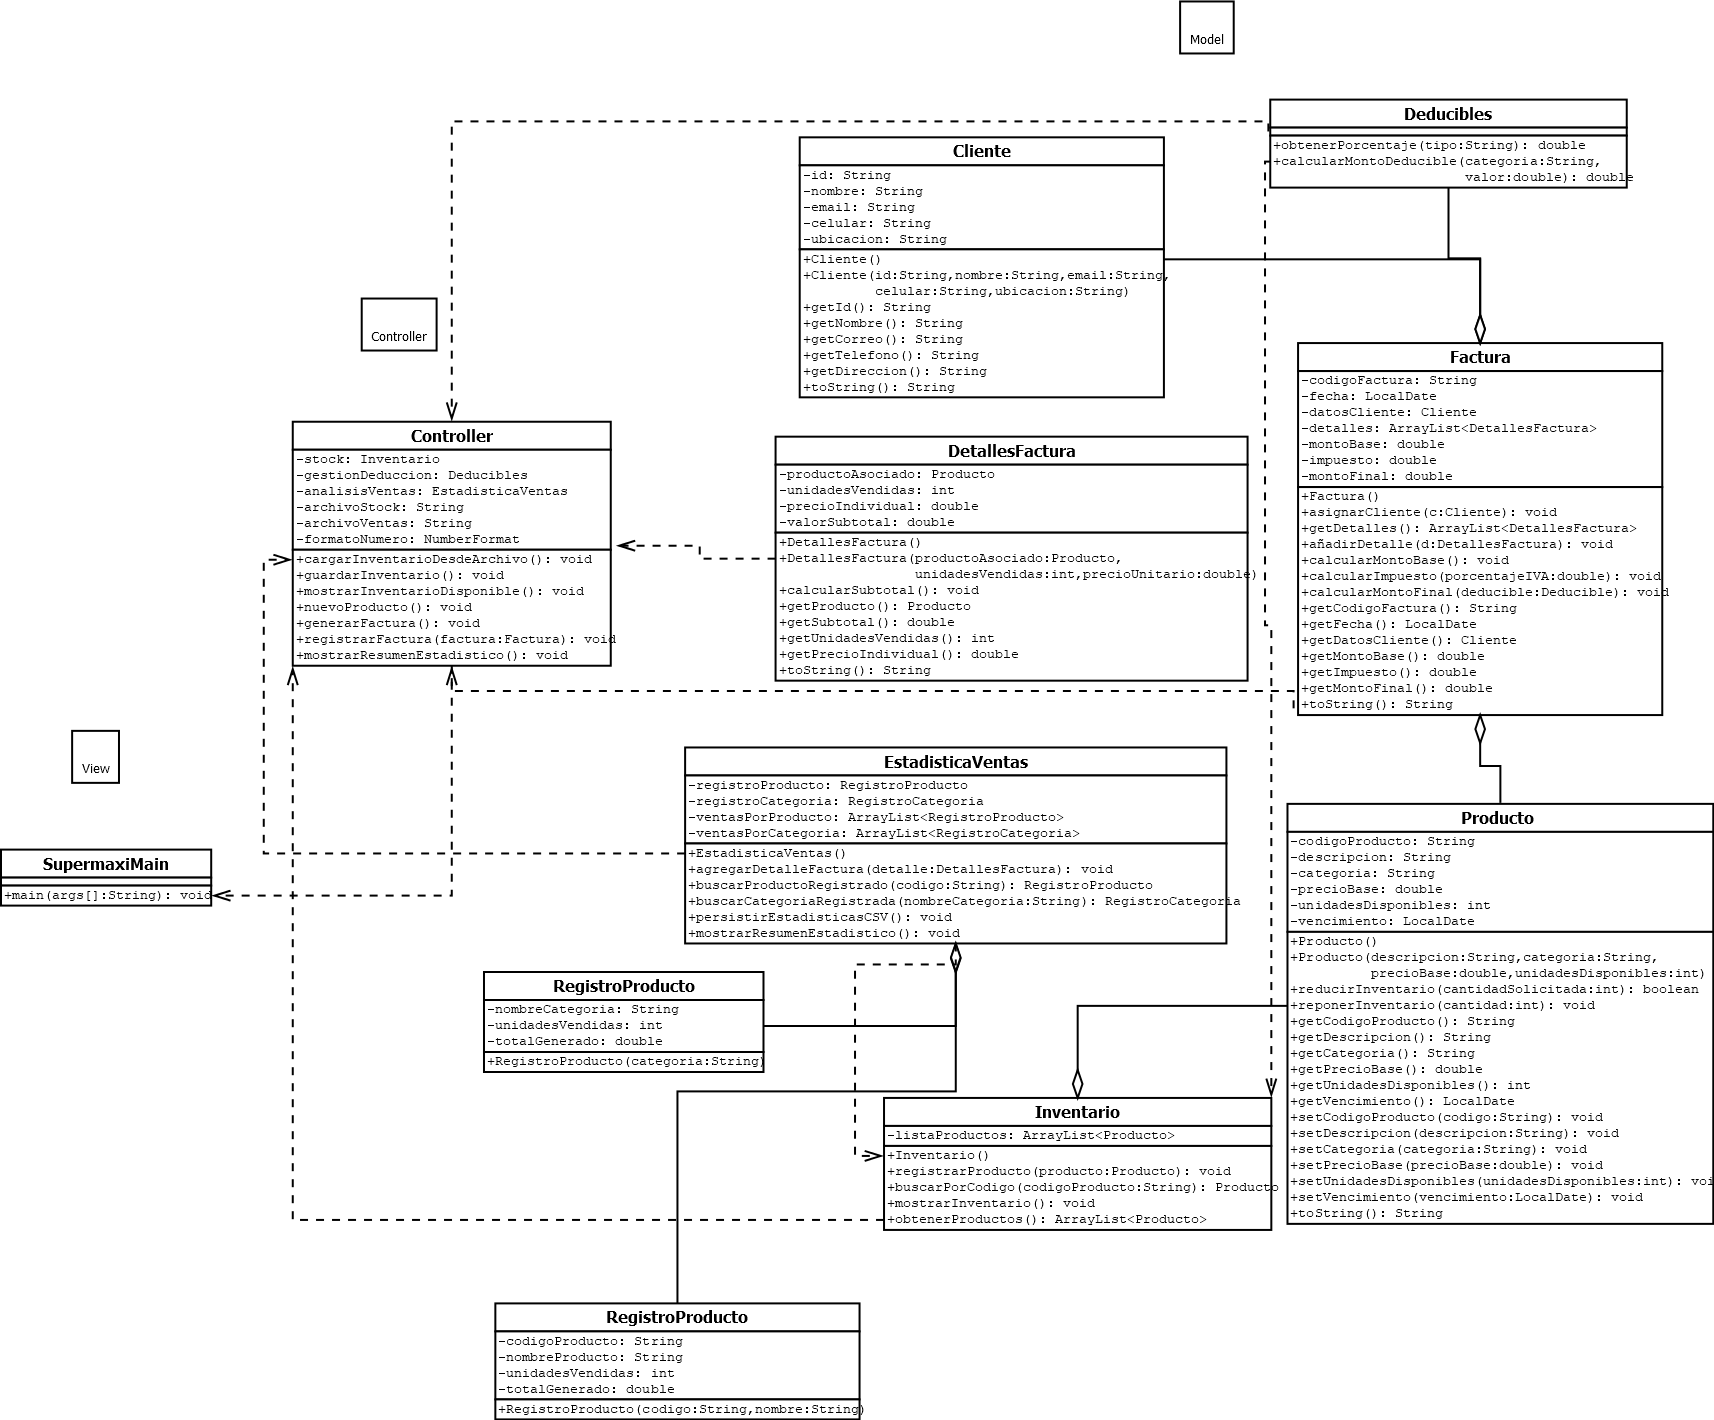 Model
Deducibles
+obtenerPorcentaje(tipo:String): double
+calcularMontoDeducible(categoria:String,
valor:double): double
Cliente
-id: String
-nombre: String
-email: String
-celular: String
-ubicacion: String
+Cliente()
+Cliente(id:String,nombre:String,email:String,
celular:String,ubicacion:String)
+getId(): String
+getNombre(): String
+getCorreo(): String
+getTelefono(): String
+getDireccion(): String
+toString(): String
Controller
Factura
-codigoFactura: String
-fecha: LocalDate
-datosCliente: Cliente
-detalles: ArrayList<DetallesFactura>
-montoBase: double
-impuesto: double
-montoFinal: double
+Factura()
+asignarCliente(c:Cliente): void
+getDetalles(): ArrayList<DetallesFactura>
+añadirDetalle(d:DetallesFactura): void
+calcularMontoBase(): void
+calcularImpuesto(porcentajeIVA:double): void
+calcularMontoFinal(deducible:Deducible): void
+getCodigoFactura(): String
+getFecha(): LocalDate
+getDatosCliente(): Cliente
+getMontoBase(): double
+getImpuesto(): double
+getMontoFinal(): double
+toString(): String
Controller
-stock: Inventario
-gestionDeduccion: Deducibles
-analisisVentas: EstadisticaVentas
-archivoStock: String
-archivoVentas: String
-formatoNumero: NumberFormat
+cargarInventarioDesdeArchivo(): void
+guardarInventario(): void
+mostrarInventarioDisponible(): void
+nuevoProducto(): void
+generarFactura(): void
+registrarFactura(factura:Factura): void
+mostrarResumenEstadistico(): void
DetallesFactura
-productoAsociado: Producto
-unidadesVendidas: int
-precioIndividual: double
-valorSubtotal: double
+DetallesFactura()
+DetallesFactura(productoAsociado:Producto,
unidadesVendidas:int,precioUnitario:double)
+calcularSubtotal(): void
+getProducto(): Producto
+getSubtotal(): double
+getUnidadesVendidas(): int
+getPrecioIndividual(): double
+toString(): String
View
SupermaxiMain
+main(args[]:String): void
EstadisticaVentas
-registroProducto: RegistroProducto
-registroCategoria: RegistroCategoria
-ventasPorProducto: ArrayList<RegistroProducto>
-ventasPorCategoria: ArrayList<RegistroCategoria>
+EstadisticaVentas()
+agregarDetalleFactura(detalle:DetallesFactura): void
+buscarProductoRegistrado(codigo:String): RegistroProducto
+buscarCategoriaRegistrada(nombreCategoria:String): RegistroCategoria
+persistirEstadisticasCSV(): void
+mostrarResumenEstadistico(): void
Producto
-codigoProducto: String
-descripcion: String
-categoria: String
-precioBase: double
-unidadesDisponibles: int
-vencimiento: LocalDate
+Producto()
+Producto(descripcion:String,categoria:String,
precioBase:double,unidadesDisponibles:int)
+reducirInventario(cantidadSolicitada:int): boolean
+reponerInventario(cantidad:int): void
+getCodigoProducto(): String
+getDescripcion(): String
+getCategoria(): String
+getPrecioBase(): double
+getUnidadesDisponibles(): int
+getVencimiento(): LocalDate
+setCodigoProducto(codigo:String): void
+setDescripcion(descripcion:String): void
+setCategoria(categoria:String): void
+setPrecioBase(precioBase:double): void
+setUnidadesDisponibles(unidadesDisponibles:int): voi
+setVencimiento(vencimiento:LocalDate): void
+toString(): String
RegistroProducto
-nombreCategoria: String
-unidadesVendidas: int
-totalGenerado: double
+RegistroProducto(categoria:String)
Inventario
-listaProductos: ArrayList<Producto>
+Inventario()
+registrarProducto(producto:Producto): void
+buscarPorCodigo(codigoProducto:String): Producto
+mostrarInventario(): void
+obtenerProductos(): ArrayList<Producto>
RegistroProducto
-codigoProducto: String
-nombreProducto: String
-unidadesVendidas: int
-totalGenerado: double
+RegistroProducto(codigo:String,nombre:String)